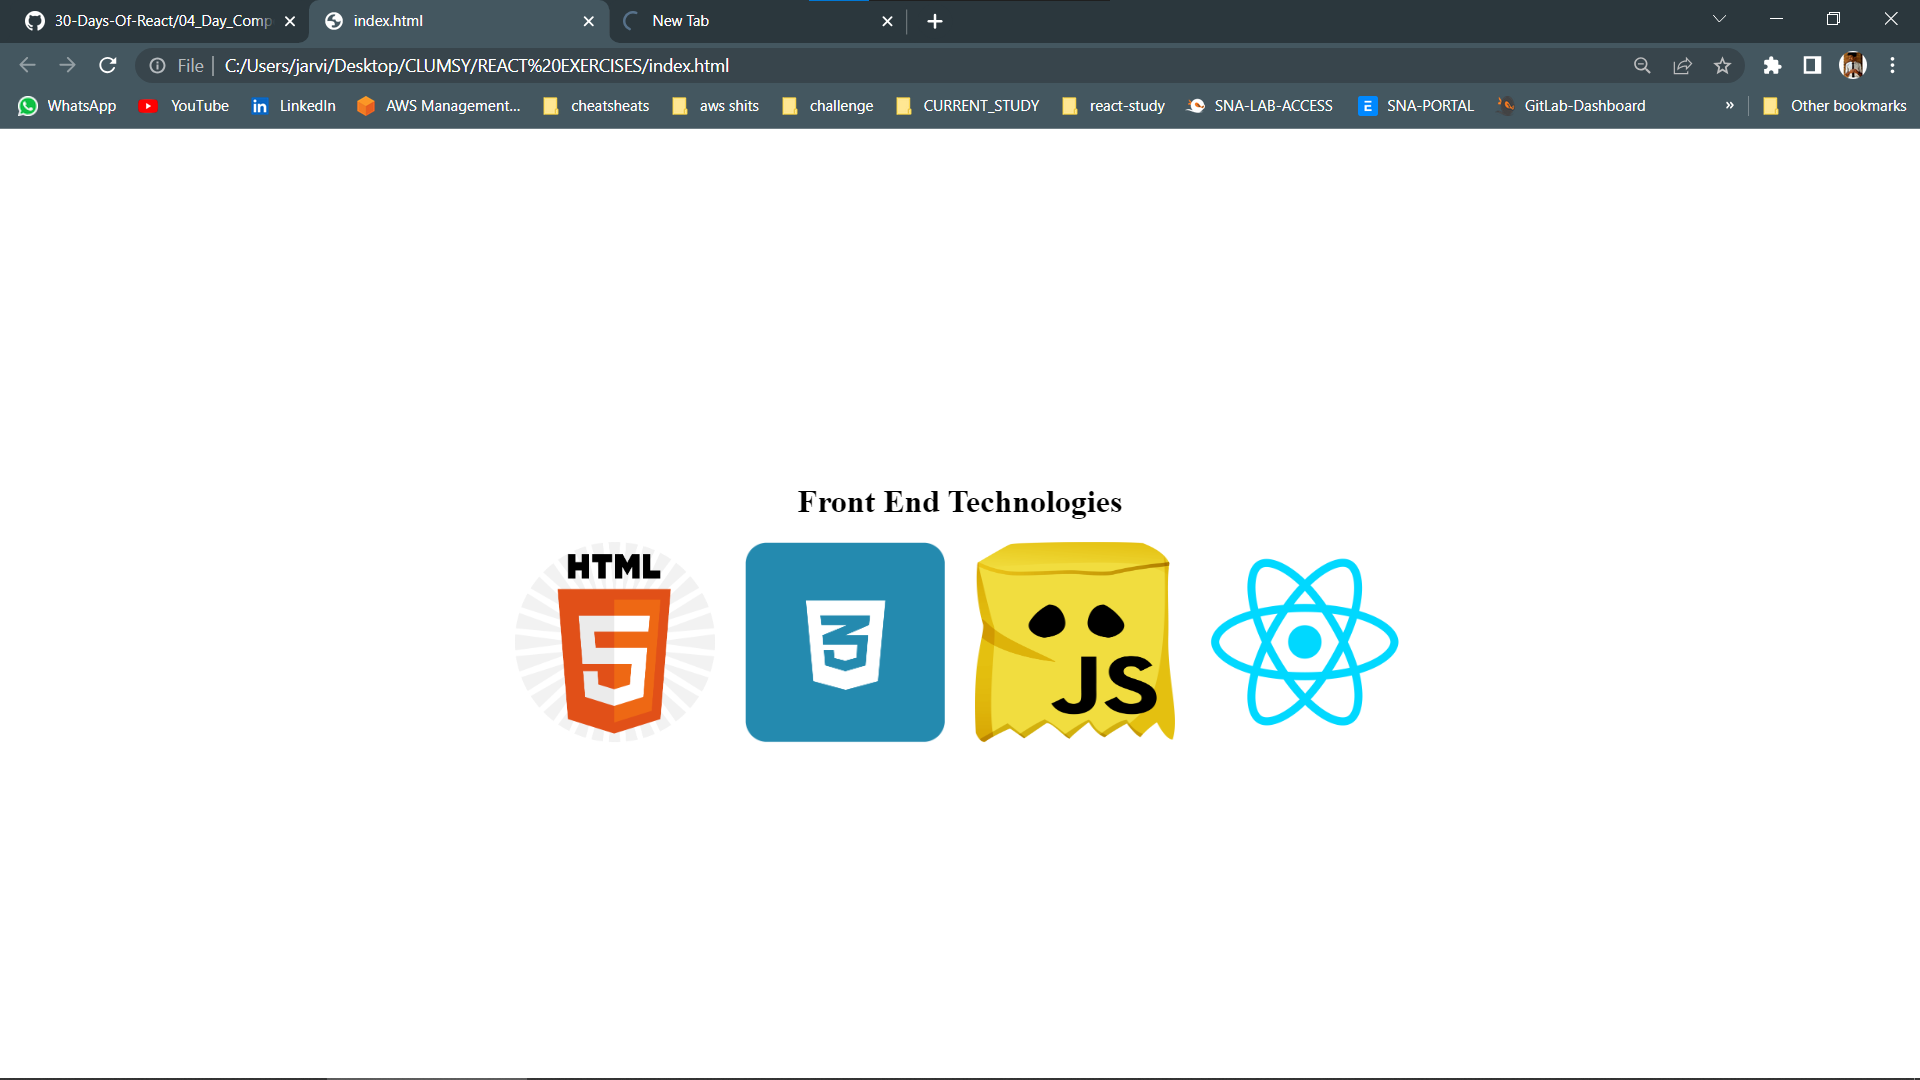 30-Days-Of-React/04_Day_Comp
index.html
New Tab
File
C:/Users/jarvi/Desktop/CLUMSY/REACT%20EXERCISES/index.html
WhatsApp
YouTube
LinkedIn
AWS Management...
cheatsheats
aws shits
challenge
CURRENT_STUDY
react-study
SNA-LAB-ACCESS
SNA-PORTAL
GitLab-Dashboard
»
Other bookmarks
Front End Technologies
HTML
5
3
JS